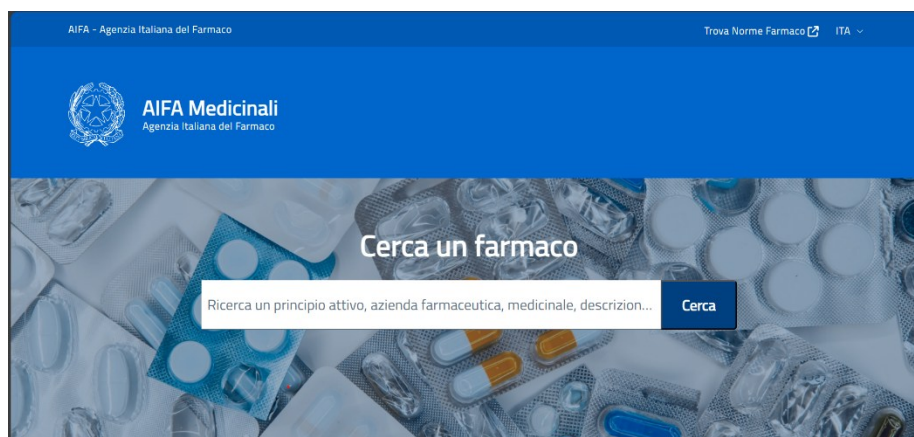 AIFA - Agenzia Italiana del Farmaco
Trova Norme Farmaco ITA
AIFA Medicinali
Agenzia Italiana del Farmaco
Cerca un farmaco
Ricerca un principio attivo, azienda farmaceutica, medicinale, descrizion... Cerca